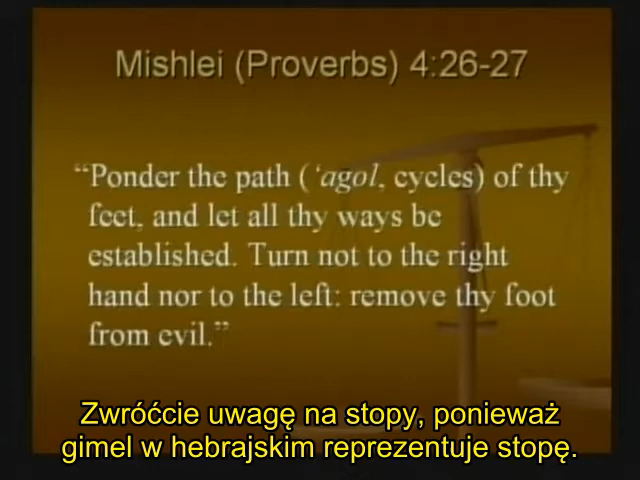 Mishlei (Proverbs) 4:26-27
“Ponder the path (‘agol, cycles) of thy
feet, and let all thy ways be
established. Turn not to the right
hand nor to the left: remove thy foot
from evil.”
Zwróćcie uwagę na stopy, ponieważ
gimel w hebrajskim reprezentuje stopę.